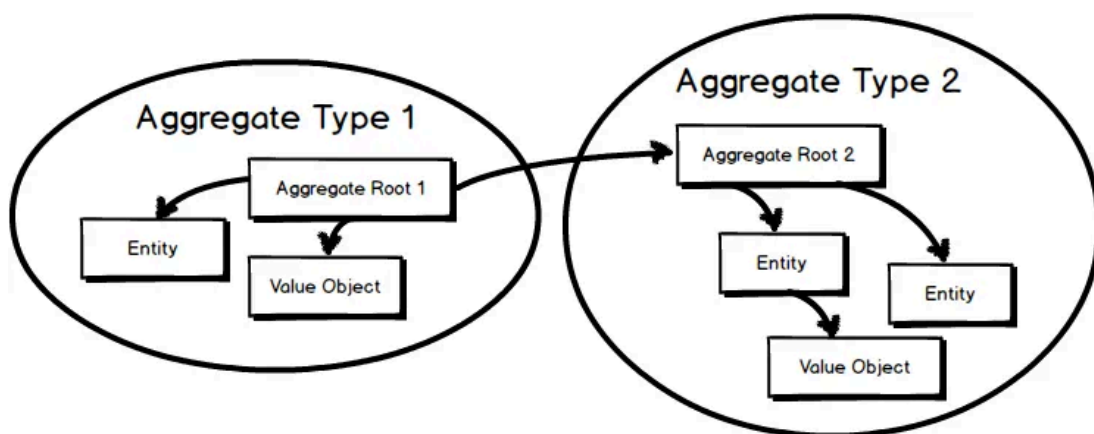 Aggregate Type 1
Aggregate Root 1
Entity
Value Object
Aggregate Type 2
Aggregate Root 2
Entity
Entity
Value Object